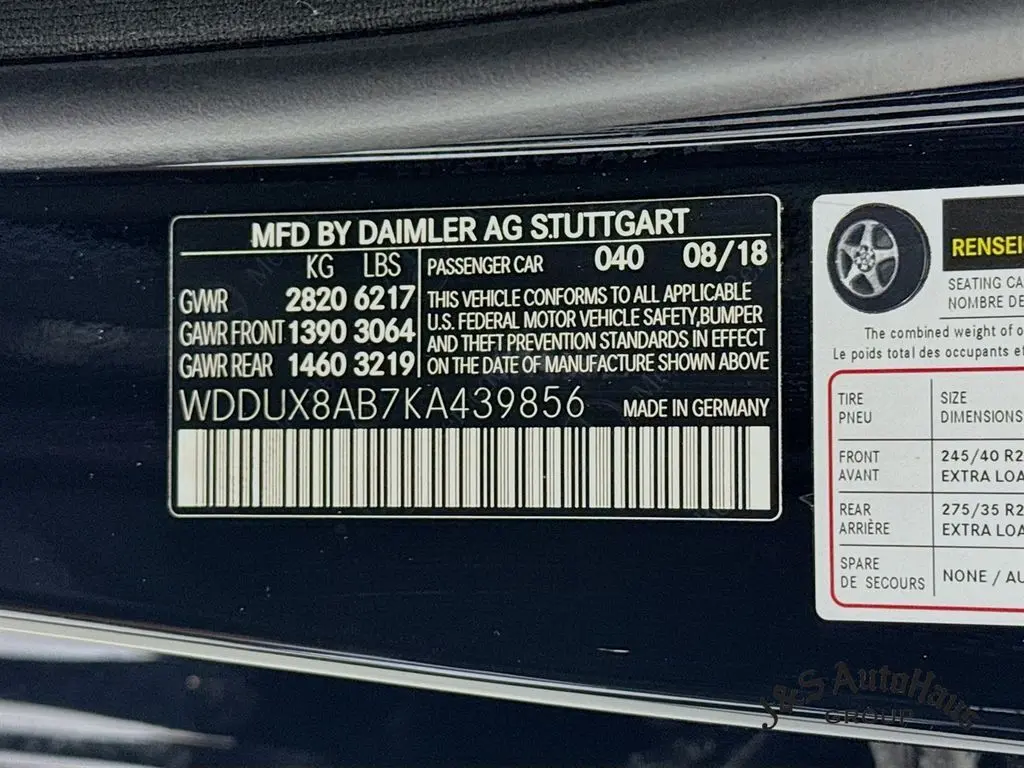 MFD BY DAIMLER AG STUTTGART
KG LBS
GVWR 2820 6217
GAWR FRONT 1390 3064
GAWR REAR 1460 3219
PASSENGER CAR 040 08/18
THIS VEHICLE CONFORMS TO ALL APPLICABLE
U.S. FEDERAL MOTOR VEHICLE SAFETY, BUMPER
AND THEFT PREVENTION STANDARDS IN EFFECT
ON THE DATE OF MANUFACTURE SHOWN ABOVE
WDDUX8AB7KA439856 MADE IN GERMANY
RENSEI
SEATING CA
NOMBRE DE
The combined weight of o
Le poids total des occupants et
TIRE SIZE
PNEU DIMENSIONS
FRONT 245/40 R2
AVANT EXTRA LOA
REAR 275/35 R2
ARRIÈRE EXTRA LOA
SPARE
DE SECOURS NONE / AU
J&S AutoHaus
GROUP